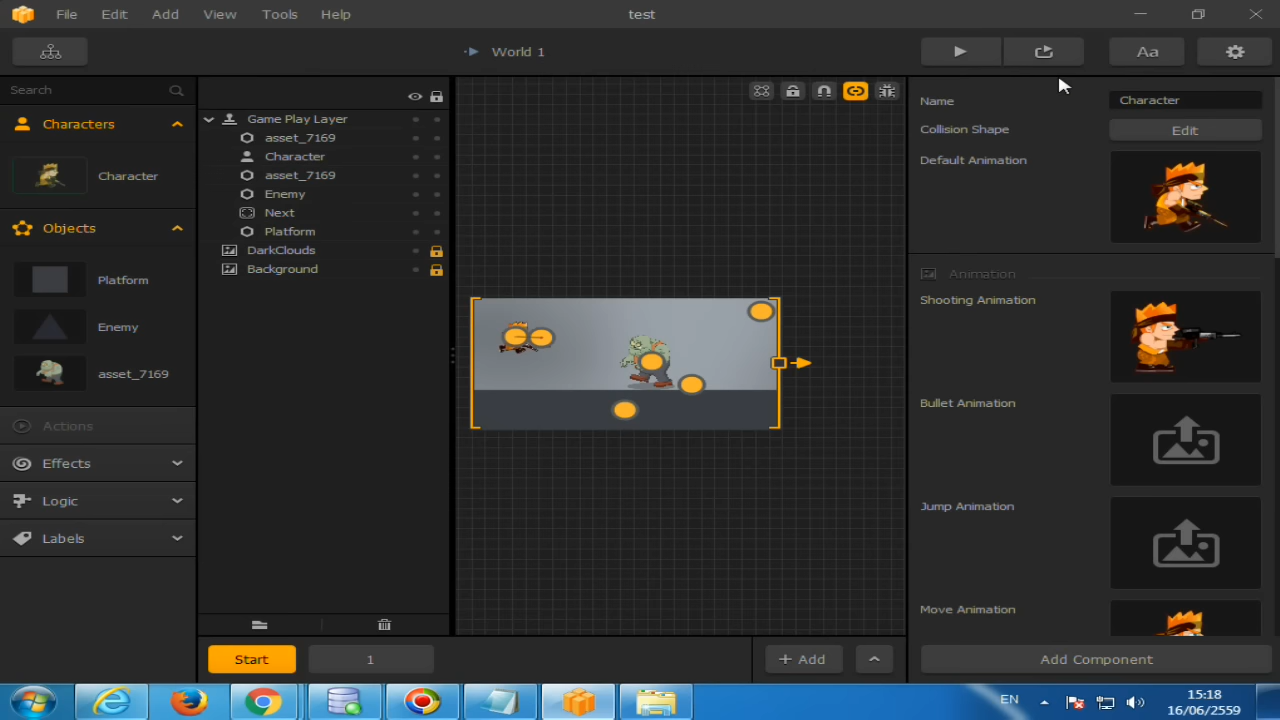 File Edit Add View Tools Help test
World 1 Aa
Search
Characters
Character
Objects
Platform
Enemy
asset_7169
Actions
Effects
Logic
Labels
Game Play Layer
asset_7169
Character
asset_7169
Enemy
Next
Platform
DarkClouds
Background
Start 1 + Add
Name Character
Collision Shape Edit
Default Animation
Animation
Shooting Animation
Bullet Animation
Jump Animation
Move Animation
Add Component
EN 15:18
16/06/2559